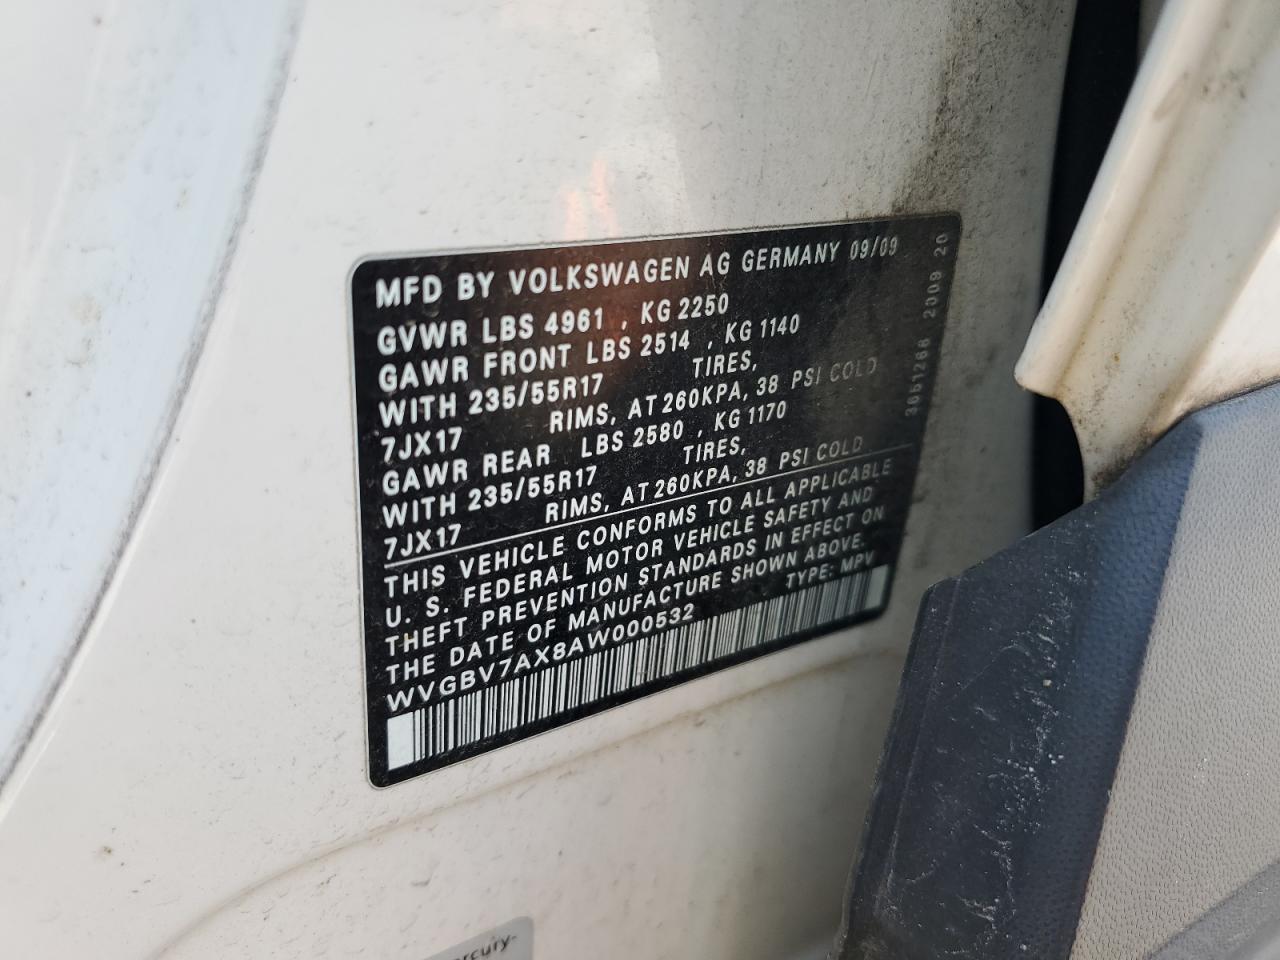 MFD BY VOLKSWAGEN AG GERMANY 09/09
GVWR LBS 4961 , KG 2250
GAWR FRONT LBS 2514 , KG 1140
WITH 235/55R17 TIRES,
7JX17 RIMS, AT 260KPA, 38 PSI COLD
GAWR REAR LBS 2580 , KG 1170
WITH 235/55R17 TIRES,
7JX17 RIMS, AT 260KPA, 38 PSI COLD
THIS VEHICLE CONFORMS TO ALL APPLICABLE
U. S. FEDERAL MOTOR VEHICLE SAFETY AND
THEFT PREVENTION STANDARDS IN EFFECT ON
THE DATE OF MANUFACTURE SHOWN ABOVE.
WVGBV7AX8AW000532 TYPE: MPV
3651268 2009 20